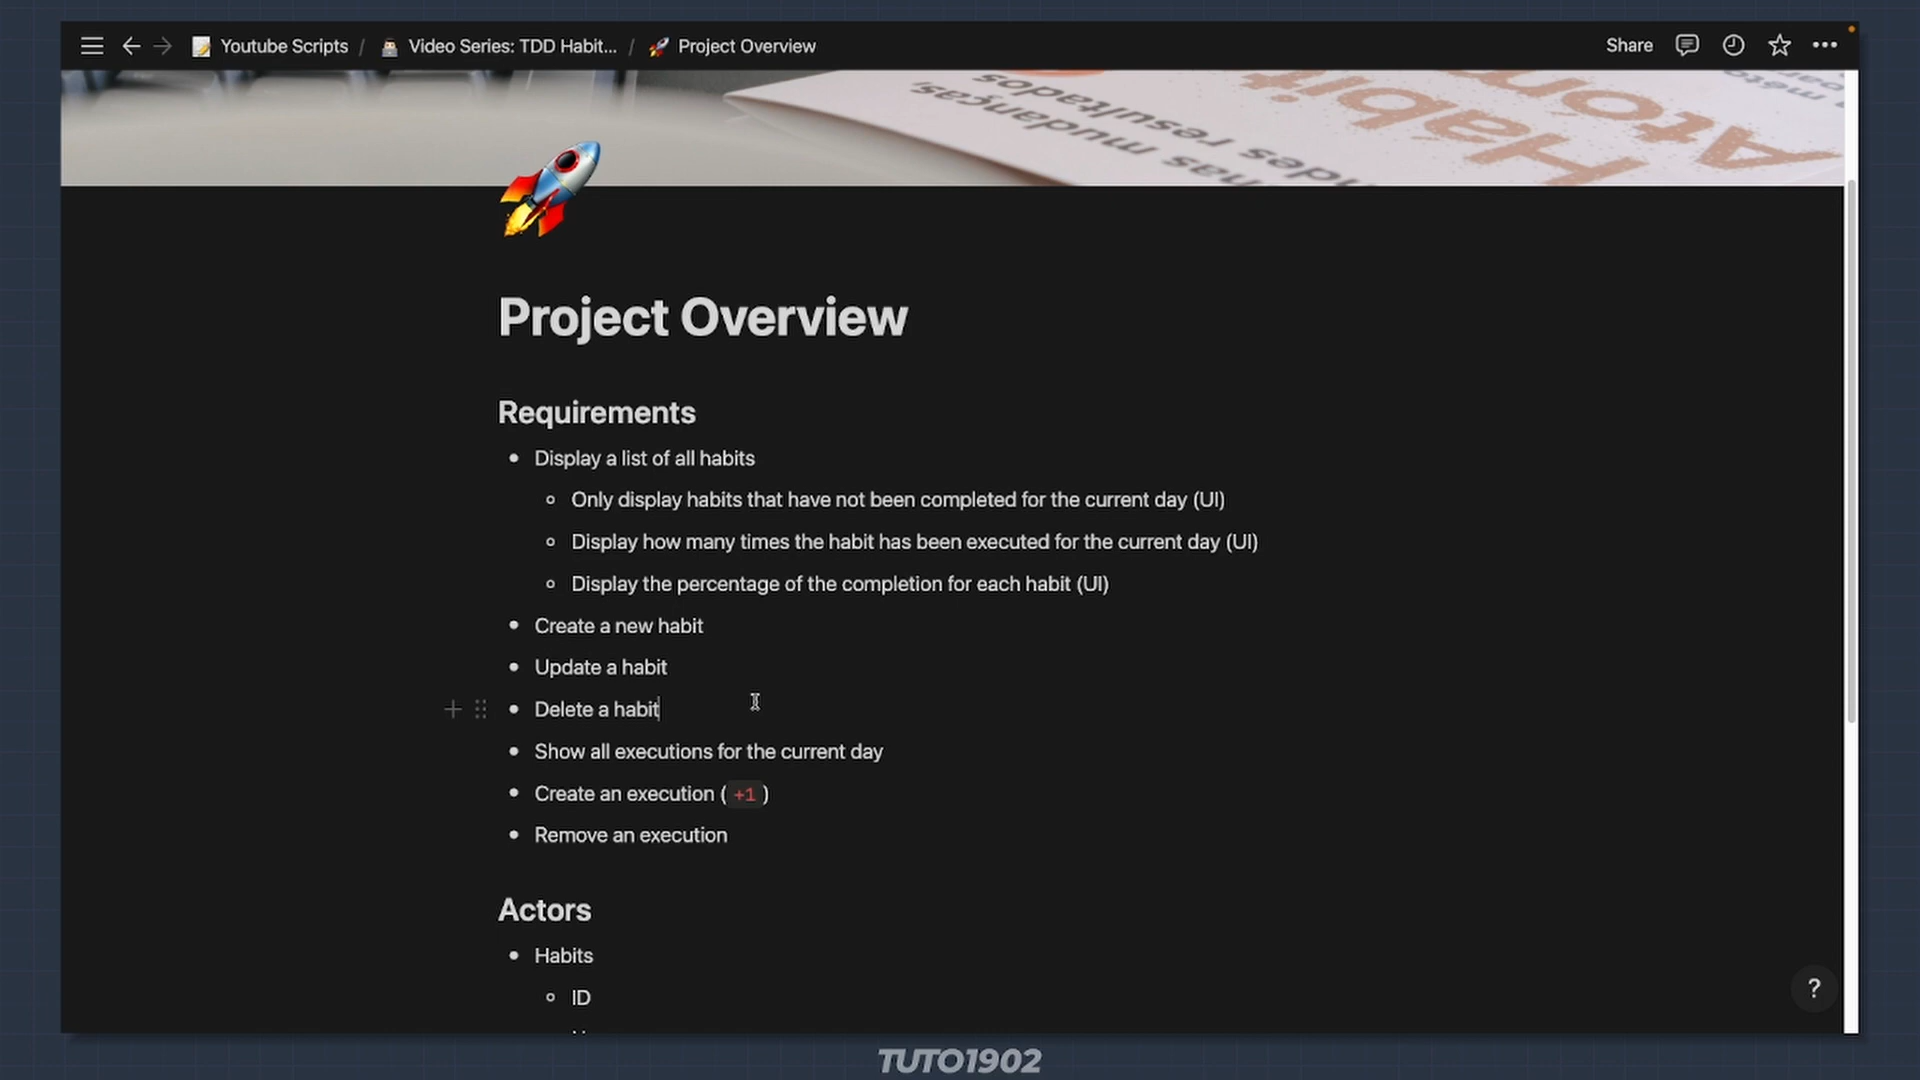 Youtube Scripts / Video Series: TDD Habit... / Project Overview
Share
mudanças
resultados
Hábit
Atôm
Project Overview
Requirements
Display a list of all habits
Only display habits that have not been completed for the current day (UI)
Display how many times the habit has been executed for the current day (UI)
Display the percentage of the completion for each habit (UI)
Create a new habit
Update a habit
Delete a habit
Show all executions for the current day
Create an execution ( +1 )
Remove an execution
Actors
Habits
ID
?
TUTO1902